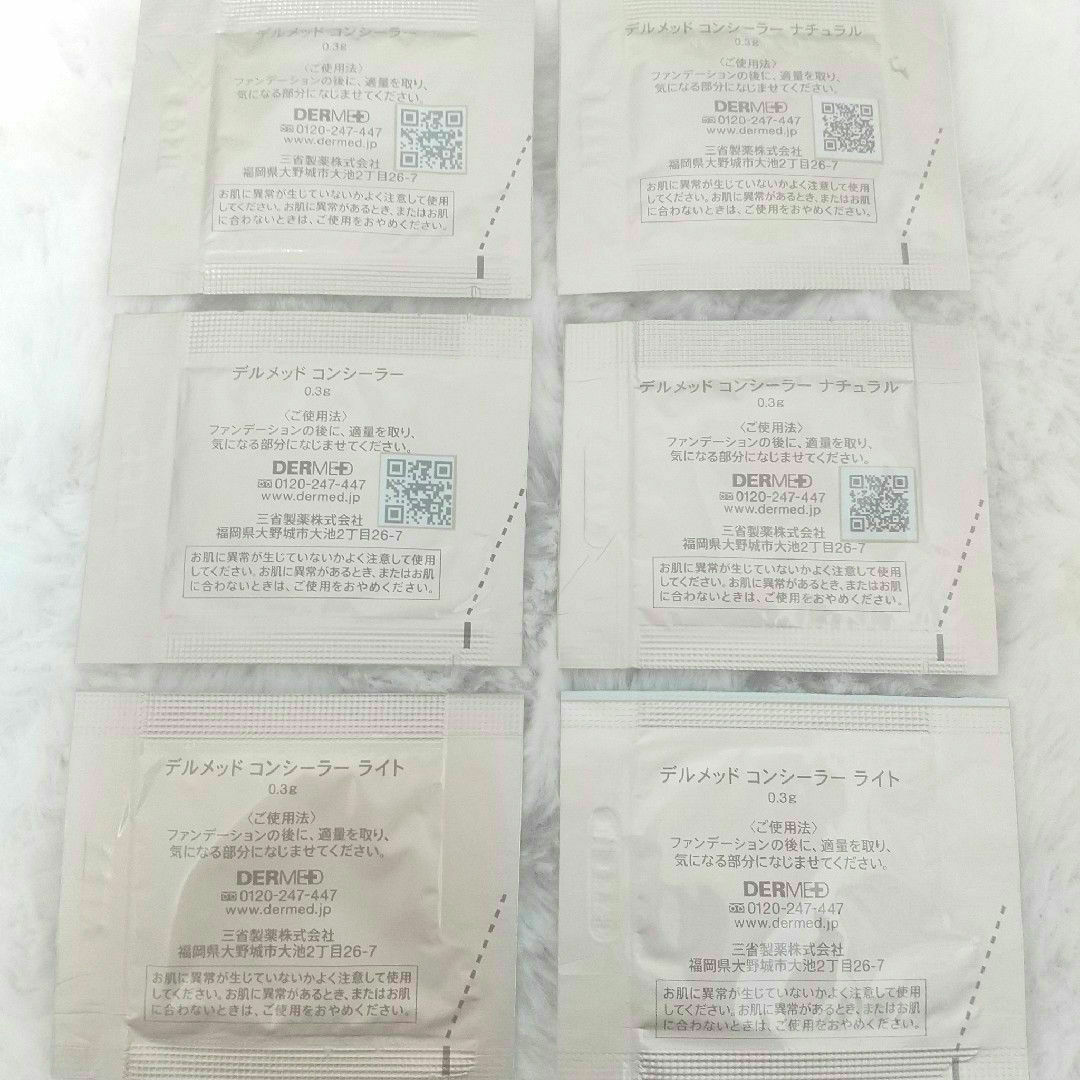 デルメッド コンシーラー
0.3g
〈ご使用法〉
ファンデーションの後に、適量を取り、
気になる部分になじませてください。
DERMED
0120-247-447
www.dermed.jp
三省製薬株式会社
福岡県大野城市大池2丁目26-7
お肌に異常が生じていないかよく注意して使用
してください。お肌に異常があるとき、またはお肌
に合わないときは、ご使用をおやめください。
デルメッド コンシーラー ナチュラル
0.3g
〈ご使用法〉
ファンデーションの後に、適量を取り、
気になる部分になじませてください。
DERMED
0120-247-447
www.dermed.jp
三省製薬株式会社
福岡県大野城市大池2丁目26-7
お肌に異常が生じていないかよく注意して使用
してください。お肌に異常があるとき、またはお肌
に合わないときは、ご使用をおやめください。
デルメッド コンシーラー
0.3g
〈ご使用法〉
ファンデーションの後に、適量を取り、
気になる部分になじませてください。
DERMED
0120-247-447
www.dermed.jp
三省製薬株式会社
福岡県大野城市大池2丁目26-7
お肌に異常が生じていないかよく注意して使用
してください。お肌に異常があるとき、またはお肌
に合わないときは、ご使用をおやめください。
デルメッド コンシーラー ナチュラル
0.3g
〈ご使用法〉
ファンデーションの後に、適量を取り、
気になる部分になじませてください。
DERMED
0120-247-447
www.dermed.jp
三省製薬株式会社
福岡県大野城市大池2丁目26-7
お肌に異常が生じていないかよく注意して使用
してください。お肌に異常があるとき、またはお肌
に合わないときは、ご使用をおやめください。
デルメッド コンシーラー ライト
0.3g
〈ご使用法〉
ファンデーションの後に、適量を取り、
気になる部分になじませてください。
DERMED
0120-247-447
www.dermed.jp
三省製薬株式会社
福岡県大野城市大池2丁目26-7
お肌に異常が生じていないかよく注意して使用
してください。お肌に異常があるとき、またはお肌
に合わないときは、ご使用をおやめください。
デルメッド コンシーラー ライト
0.3g
〈ご使用法〉
ファンデーションの後に、適量を取り、
気になる部分になじませてください。
DERMED
0120-247-447
www.dermed.jp
三省製薬株式会社
福岡県大野城市大池2丁目26-7
お肌に異常が生じていないかよく注意して使用
してください。お肌に異常があるとき、またはお肌
に合わないときは、ご使用をおやめください。